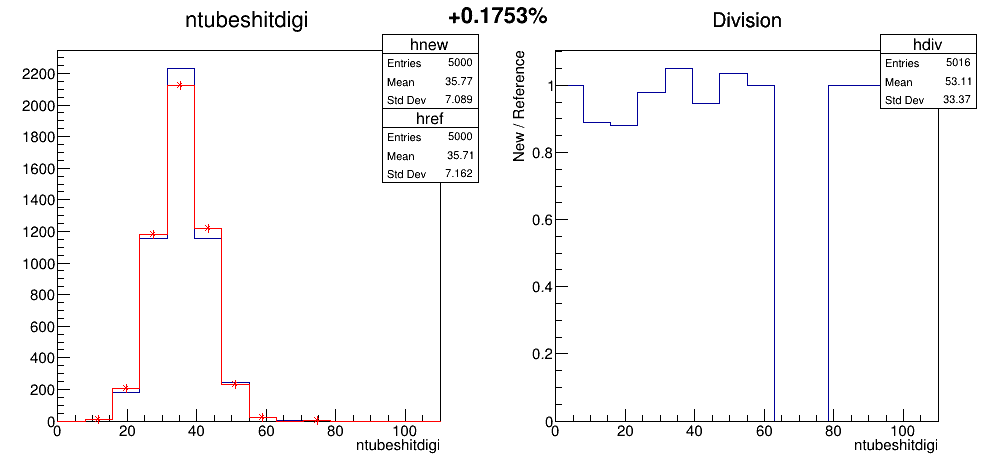 +0.1753%
ntubeshitdigi
hnew
Entries 5000
Mean 35.77
Std Dev 7.089
href
Entries 5000
Mean 35.71
Std Dev 7.162
2200
2000
1800
1600
1400
1200
1000
800
600
400
200
0
0 20 40 60 80 100
ntubeshitdigi
Division
hdiv
Entries 5016
Mean 53.11
Std Dev 33.37
New / Reference
1
0.8
0.6
0.4
0.2
0
0 20 40 60 80 100
ntubeshitdigi